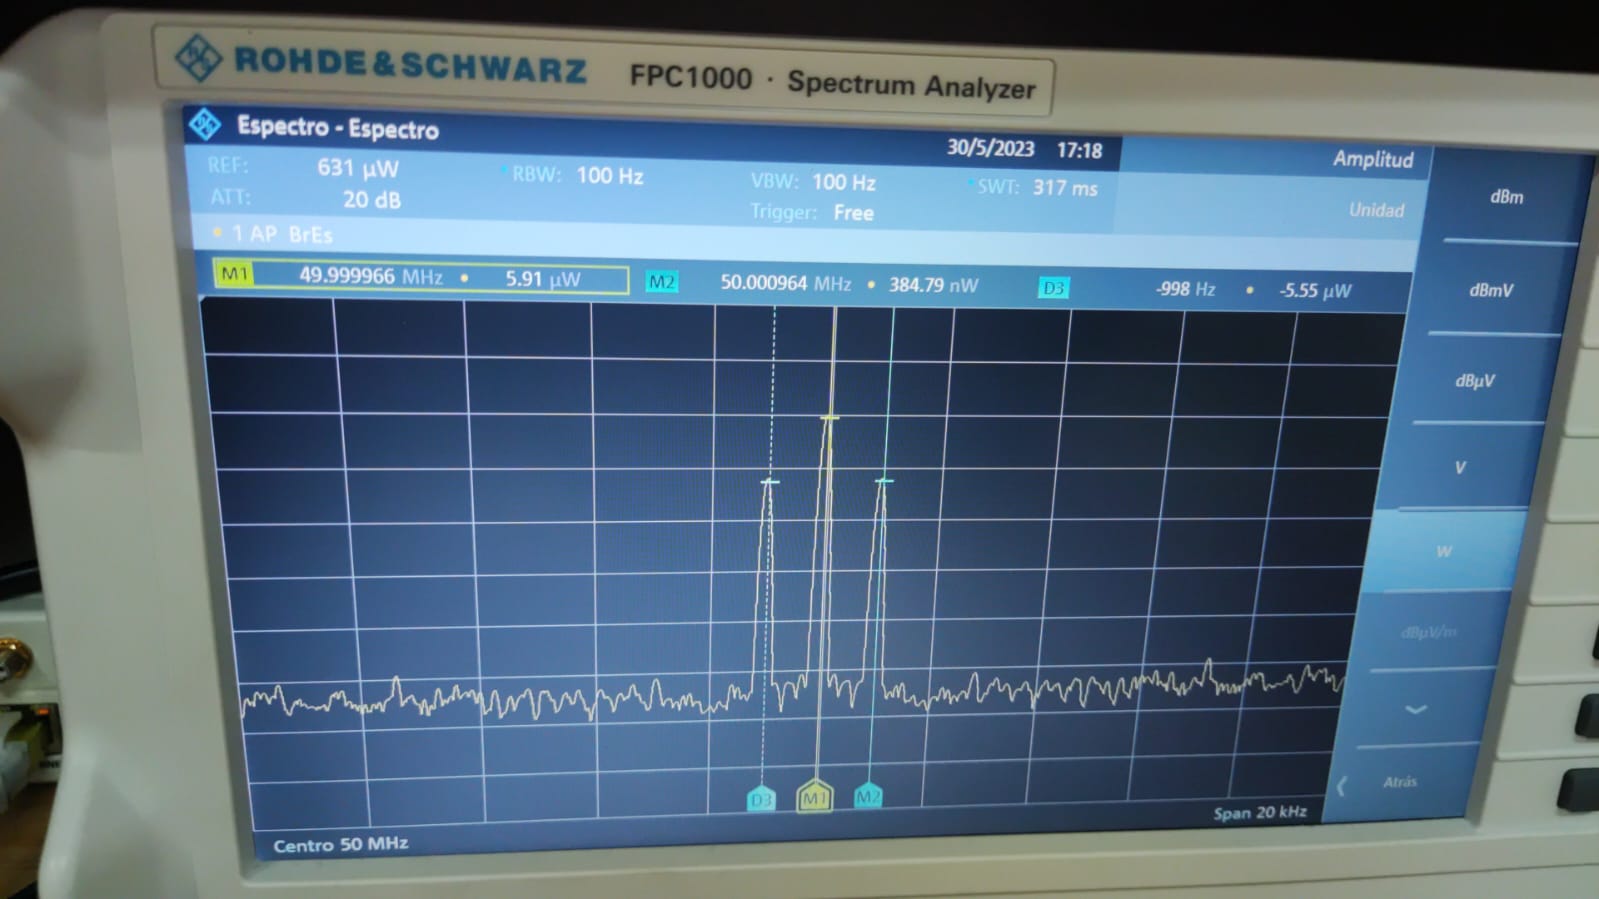 ROHDE & SCHWARZ FPC1000 · Spectrum Analyzer
Espectro - Espectro
30/5/2023 17:18
Amplitud
REF: 631 µW RBW: 100 Hz VBW: 100 Hz SWT: 317 ms
ATT: 20 dB Trigger: Free
Unidad
1 AP BrEs
M1 49.999966 MHz • 5.91 µW M2 50.000964 MHz • 384.79 nW D3 -998 Hz • -5.55 µW
dBm
dBmV
dBµV
V
W
dBµV/m
Atrás
D3 M1 M2
Centro 50 MHz Span 20 kHz